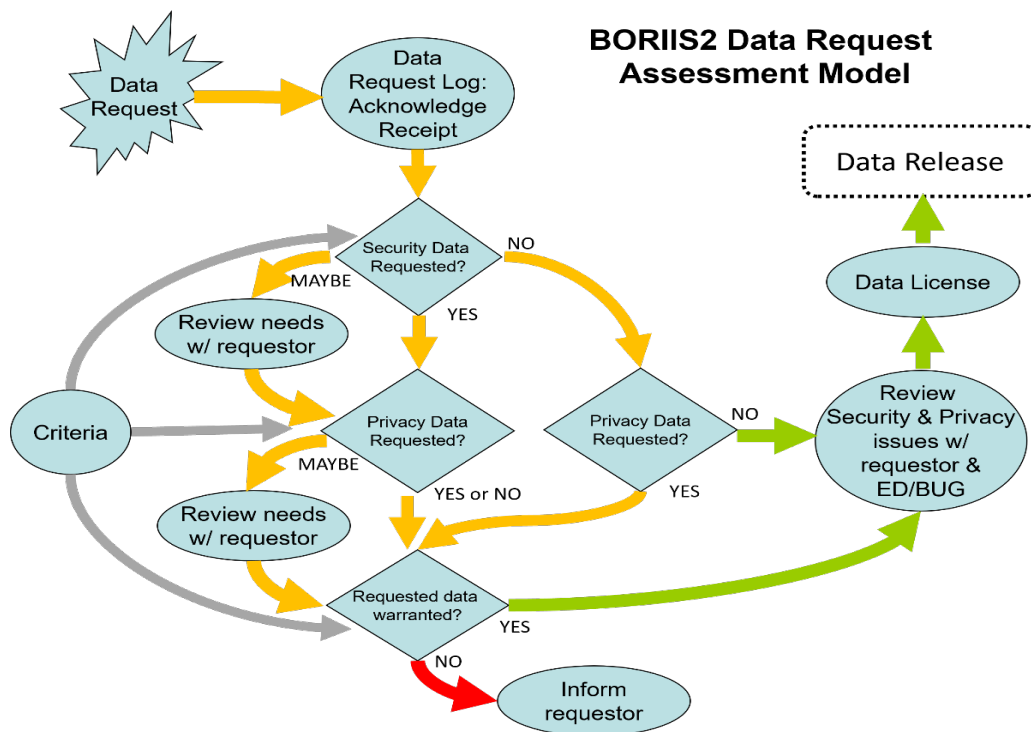 BORIIS2 Data Request
Assessment Model
Data
Request
Data
Request Log:
Acknowledge
Receipt
Data Release
Security Data
Requested?
NO
MAYBE
YES
Data License
Review needs
w/ requestor
Criteria
Privacy Data
Requested?
Privacy Data
Requested?
NO
Review
Security & Privacy
issues w/
requestor &
ED/BUG
MAYBE
YES or NO
YES
Review needs
w/ requestor
Requested data
warranted?
YES
NO
Inform
requestor